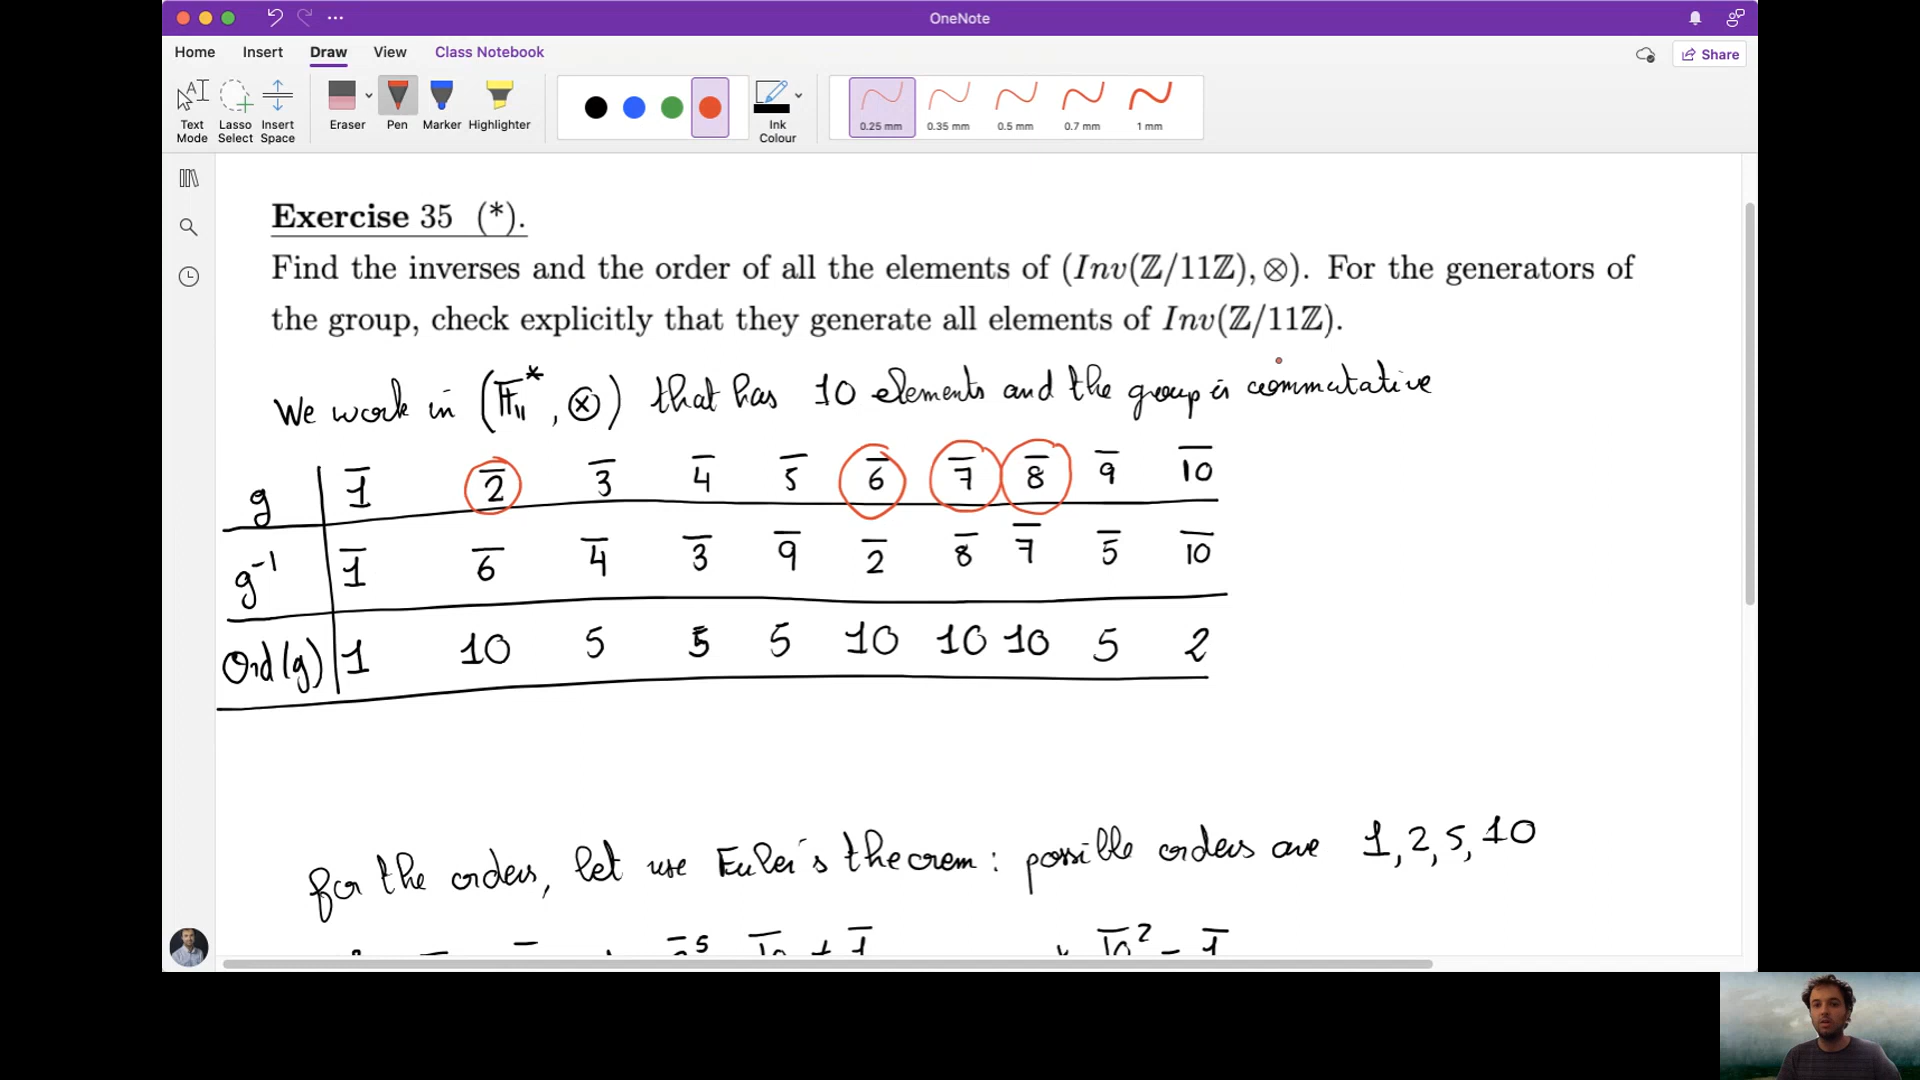 OneNote
Home Insert Draw View Class Notebook Share
Text Mode Lasso Select Insert Space Eraser Pen Marker Highlighter Ink Colour 0.25 mm 0.35 mm 0.5 mm 0.7 mm 1 mm
Exercise 35 (*).
Find the inverses and the order of all the elements of (Inv(ℤ/11ℤ), ⊗). For the generators of
the group, check explicitly that they generate all elements of Inv(ℤ/11ℤ).
We work in (𝔽₁₁*, ⊗) that has 10 elements and the group is commutative
g | 1̅ 2̅ 3̅ 4̅ 5̅ 6̅ 7̅ 8̅ 9̅ 1̅0̅
g⁻¹ | 1̅ 6̅ 4̅ 3̅ 9̅ 2̅ 8̅ 7̅ 5̅ 1̅0̅
Ord(g) | 1 10 5 5 5 10 10 10 5 2
for the orders, let use Euler's theorem: possible orders are 1, 2, 5, 10